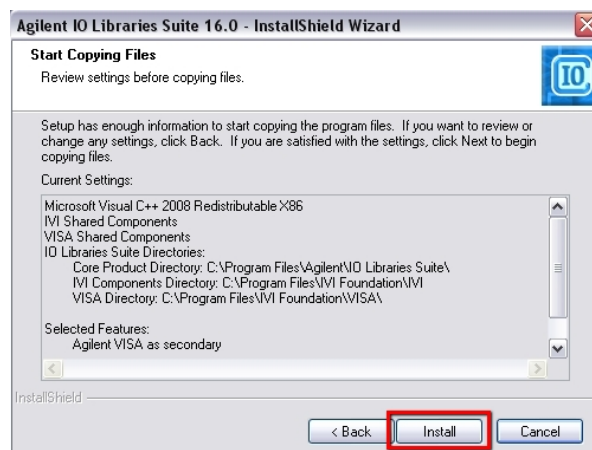 Agilent IO Libraries Suite 16.0 - InstallShield Wizard
Start Copying Files
Review settings before copying files.
IO
Setup has enough information to start copying the program files. If you want to review or
change any settings, click Back. If you are satisfied with the settings, click Next to begin
copying files.
Current Settings:
Microsoft Visual C++ 2008 Redistributable X86
IVI Shared Components
VISA Shared Components
IO Libraries Suite Directories:
Core Product Directory: C:\Program Files\Agilent\IO Libraries Suite\
IVI Components Directory: C:\Program Files\IVI Foundation\IVI
VISA Directory: C:\Program Files\IVI Foundation\VISA\
Selected Features:
Agilent VISA as secondary
InstallShield
< Back Install Cancel